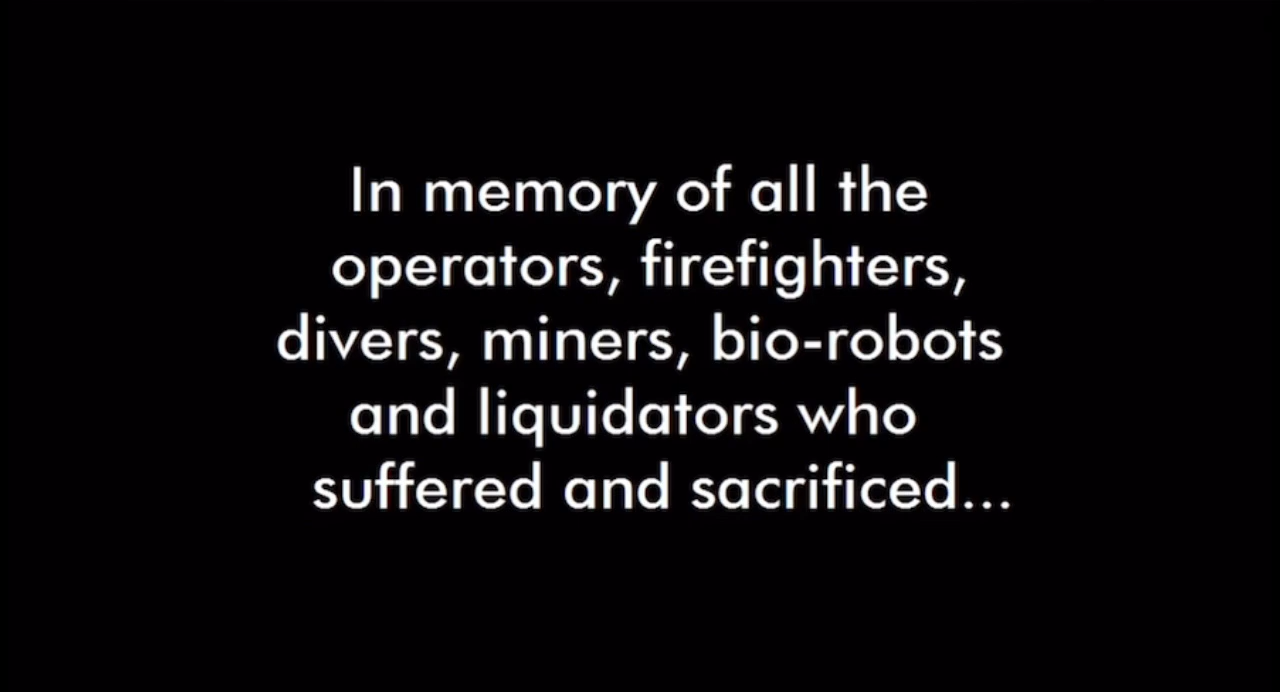 In memory of all the
operators, firefighters,
divers, miners, bio-robots
and liquidators who
suffered and sacrificed...